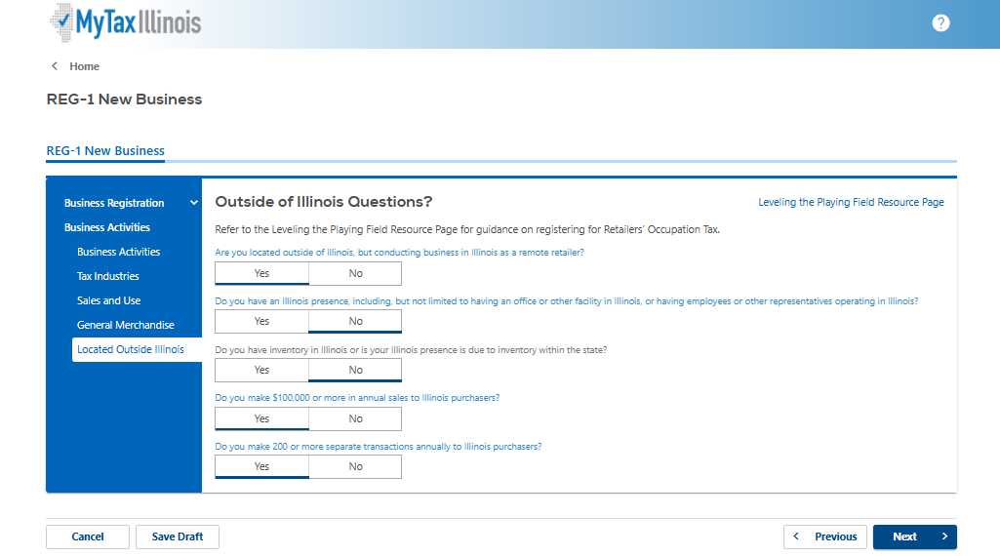 MyTax Illinois
?
Home
REG-1 New Business
REG-1 New Business
Business Registration
Business Activities
Business Activities
Tax Industries
Sales and Use
General Merchandise
Located Outside Illinois
Outside of Illinois Questions?
Leveling the Playing Field Resource Page
Refer to the Leveling the Playing Field Resource Page for guidance on registering for Retailers' Occupation Tax.
Are you located outside of Illinois, but conducting business in Illinois as a remote retailer?
Yes No
Do you have an Illinois presence, including, but not limited to having an office or other facility in Illinois, or having employees or other representatives operating in Illinois?
Yes No
Do you have inventory in Illinois or is your Illinois presence is due to inventory within the state?
Yes No
Do you make $100,000 or more in annual sales to Illinois purchasers?
Yes No
Do you make 200 or more separate transactions annually to Illinois purchasers?
Yes No
Cancel Save Draft Previous Next